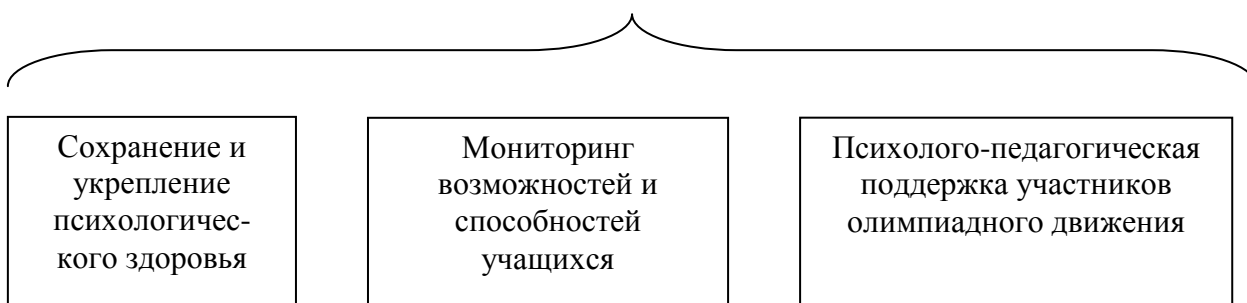 Сохранение и
укрепление
психологичес-
кого здоровья
Мониторинг
возможностей и
способностей
учащихся
Психолого-педагогическая
поддержка участников
олимпиадного движения